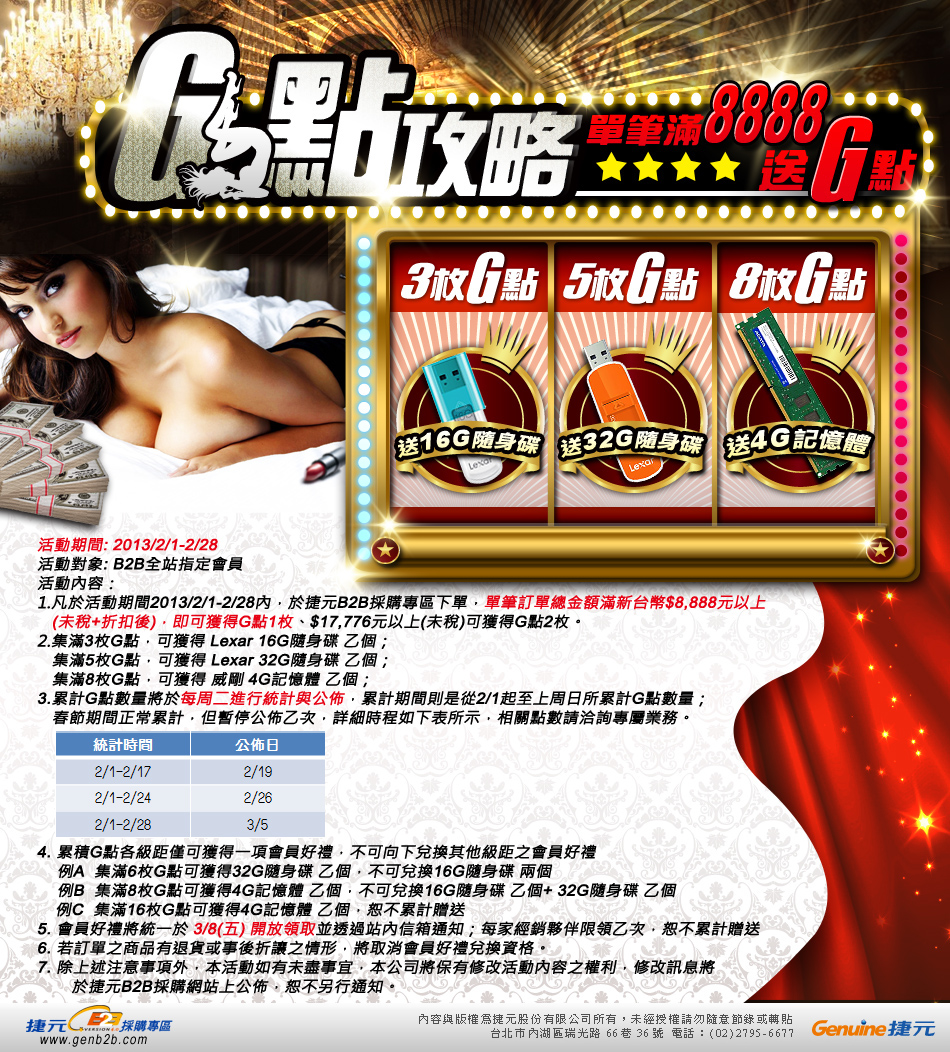 G點攻略
單筆滿8888
送G點
3枚G點 5枚G點 8枚G點
Lexar
Lexar
送16G隨身碟 送32G隨身碟 送4G記憶體
活動期間: 2013/2/1-2/28
活動對象: B2B全站指定會員
活動內容：
1.凡於活動期間2013/2/1-2/28內，於捷元B2B採購專區下單，單筆訂單總金額滿新台幣$8,888元以上
(未稅+折扣後)，即可獲得G點1枚、$17,776元以上(未稅)可獲得G點2枚。
2.集滿3枚G點，可獲得 Lexar 16G隨身碟 乙個；
集滿5枚G點，可獲得 Lexar 32G隨身碟 乙個；
集滿8枚G點，可獲得 威剛 4G記憶體 乙個；
3.累計G點數量將於每周二進行統計與公佈，累計期間則是從2/1起至上周日所累計G點數量；
春節期間正常累計，但暫停公佈乙次，詳細時程如下表所示，相關點數請洽詢專屬業務。
統計時間 公佈日
2/1-2/17 2/19
2/1-2/24 2/26
2/1-2/28 3/5
4. 累積G點各級距僅可獲得一項會員好禮，不可向下兌換其他級距之會員好禮
例A 集滿6枚G點可獲得32G隨身碟 乙個，不可兌換16G隨身碟 兩個
例B 集滿8枚G點可獲得4G記憶體 乙個，不可兌換16G隨身碟 乙個+ 32G隨身碟 乙個
例C 集滿16枚G點可獲得4G記憶體 乙個，恕不累計贈送
5. 會員好禮將統一於 3/8(五) 開放領取並透過站內信箱通知；每家經銷夥伴限領乙次，恕不累計贈送
6. 若訂單之商品有退貨或事後折讓之情形，將取消會員好禮兌換資格。
7. 除上述注意事項外，本活動如有未盡事宜，本公司將保有修改活動內容之權利，修改訊息將
於捷元B2B採購網站上公佈，恕不另行通知。
捷元 B2B 採購專區
www.genb2b.com
內容與版權為捷元股份有限公司所有，未經授權請勿隨意節錄或轉貼
台北市內湖區瑞光路 66 巷 36 號 電話：(02)2795-6677
Genuine捷元